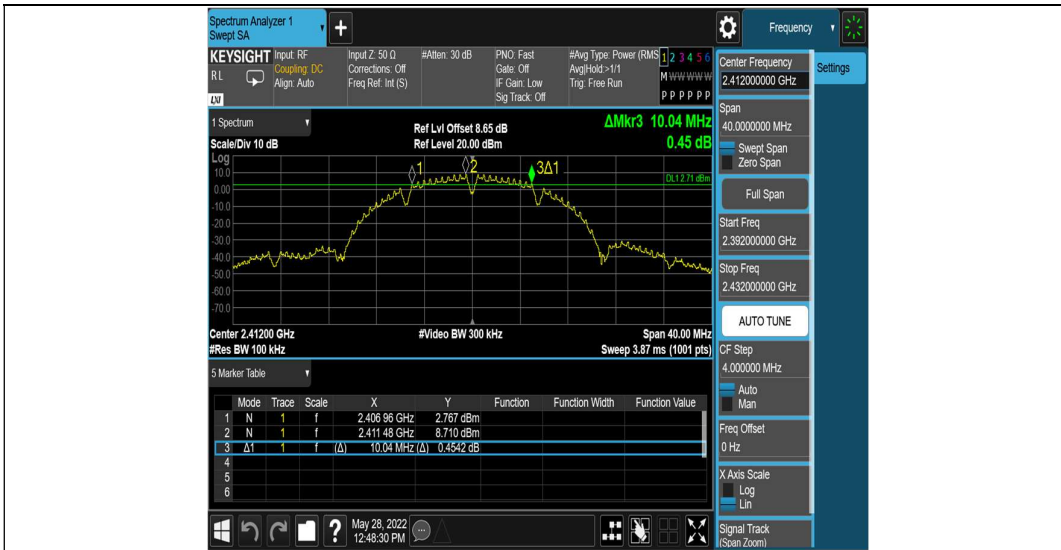 Spectrum Analyzer 1
Swept SA
Frequency
KEYSIGHT Input: RF
RL
Coupling: DC
Align: Auto
LXI
Input Z: 50 Ω
Corrections: Off
Freq Ref: Int (S)
#Atten: 30 dB
PNO: Fast
Gate: Off
IF Gain: Low
Sig Track: Off
#Avg Type: Power (RMS
Avg|Hold:>1/1
Trig: Free Run
1 2 3 4 5 6
M W W W W W
P P P P P P
1 Spectrum
Scale/Div 10 dB
Ref Lvl Offset 8.65 dB
Ref Level 20.00 dBm
ΔMkr3 10.04 MHz
0.45 dB
Log
10.0
0.00
-10.0
-20.0
-30.0
-40.0
-50.0
-60.0
-70.0
1
2
3Δ1
DL1 2.71 dBm
Center 2.41200 GHz
#Video BW 300 kHz
Span 40.00 MHz
#Res BW 100 kHz
Sweep 3.87 ms (1001 pts)
5 Marker Table
Mode Trace Scale X Y Function Function Width Function Value
1 N 1 f 2.406 96 GHz 2.767 dBm
2 N 1 f 2.411 48 GHz 8.710 dBm
3 Δ1 1 f (Δ) 10.04 MHz (Δ) 0.4542 dB
4
5
6
May 28, 2022
12:48:30 PM
Center Frequency
2.412000000 GHz
Settings
Span
40.0000000 MHz
Swept Span
Zero Span
Full Span
Start Freq
2.392000000 GHz
Stop Freq
2.432000000 GHz
AUTO TUNE
CF Step
4.000000 MHz
Auto
Man
Freq Offset
0 Hz
X Axis Scale
Log
Lin
Signal Track
(Span Zoom)